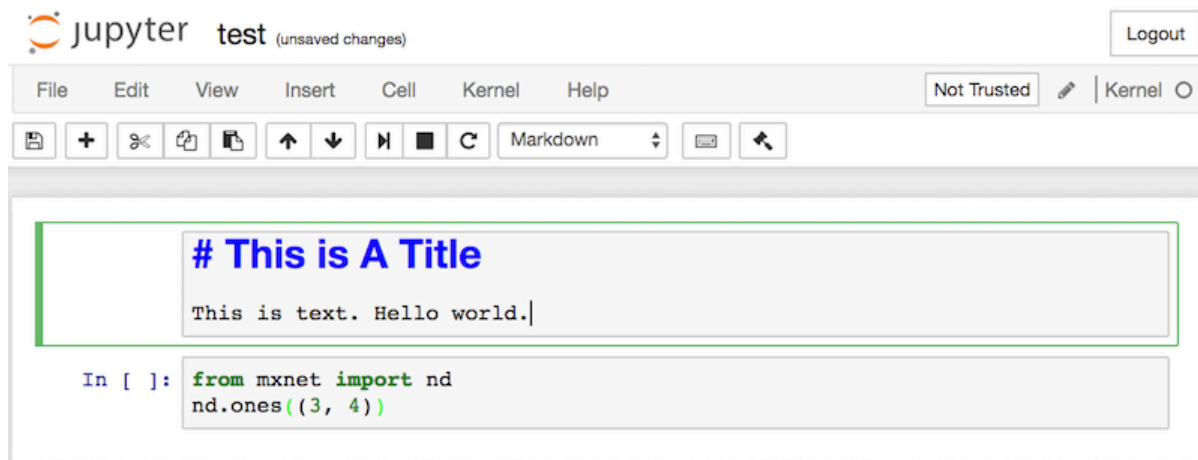 jupyter test (unsaved changes) Logout
File Edit View Insert Cell Kernel Help Not Trusted Kernel
Markdown
# This is A Title
This is text. Hello world.
In [ ]: from mxnet import nd
nd.ones((3, 4))